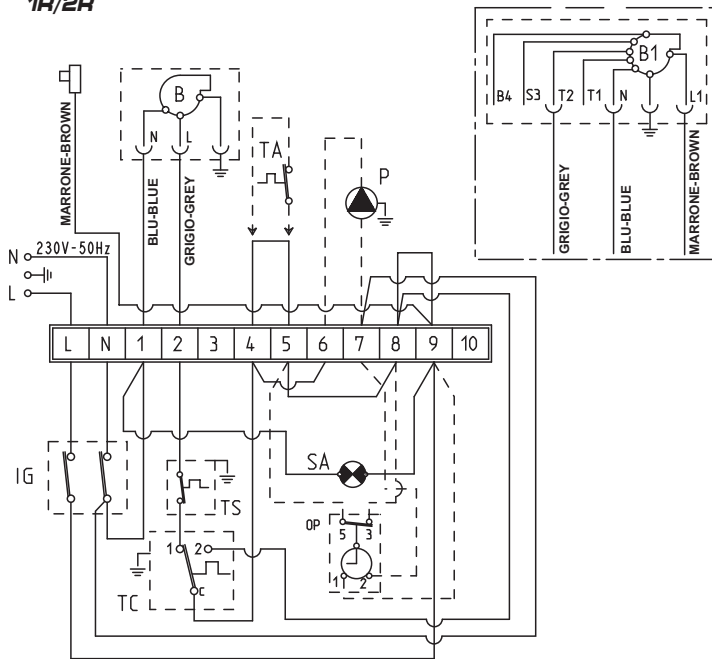 1R/2R
B1
B4 S3 T2 T1 N L1
GRIGIO-GREY
BLU-BLUE
MARRONE-BROWN
MARRONE-BROWN
B
N L
BLU-BLUE
GRIGIO-GREY
TA
P
N 230V-50Hz
L
L N 1 2 3 4 5 6 7 8 9 10
IG
SA
TS
OP
5 3
1 2
1 2
C
TC